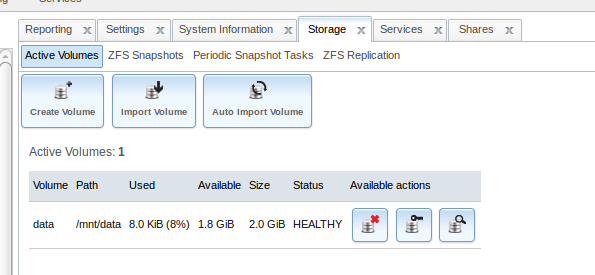 Services
Reporting x Settings x System Information x Storage x Services x Shares x
Active Volumes ZFS Snapshots Periodic Snapshot Tasks ZFS Replication
Create Volume Import Volume Auto Import Volume
Active Volumes: 1
Volume Path Used Available Size Status Available actions
data /mnt/data 8.0 KiB (8%) 1.8 GiB 2.0 GiB HEALTHY